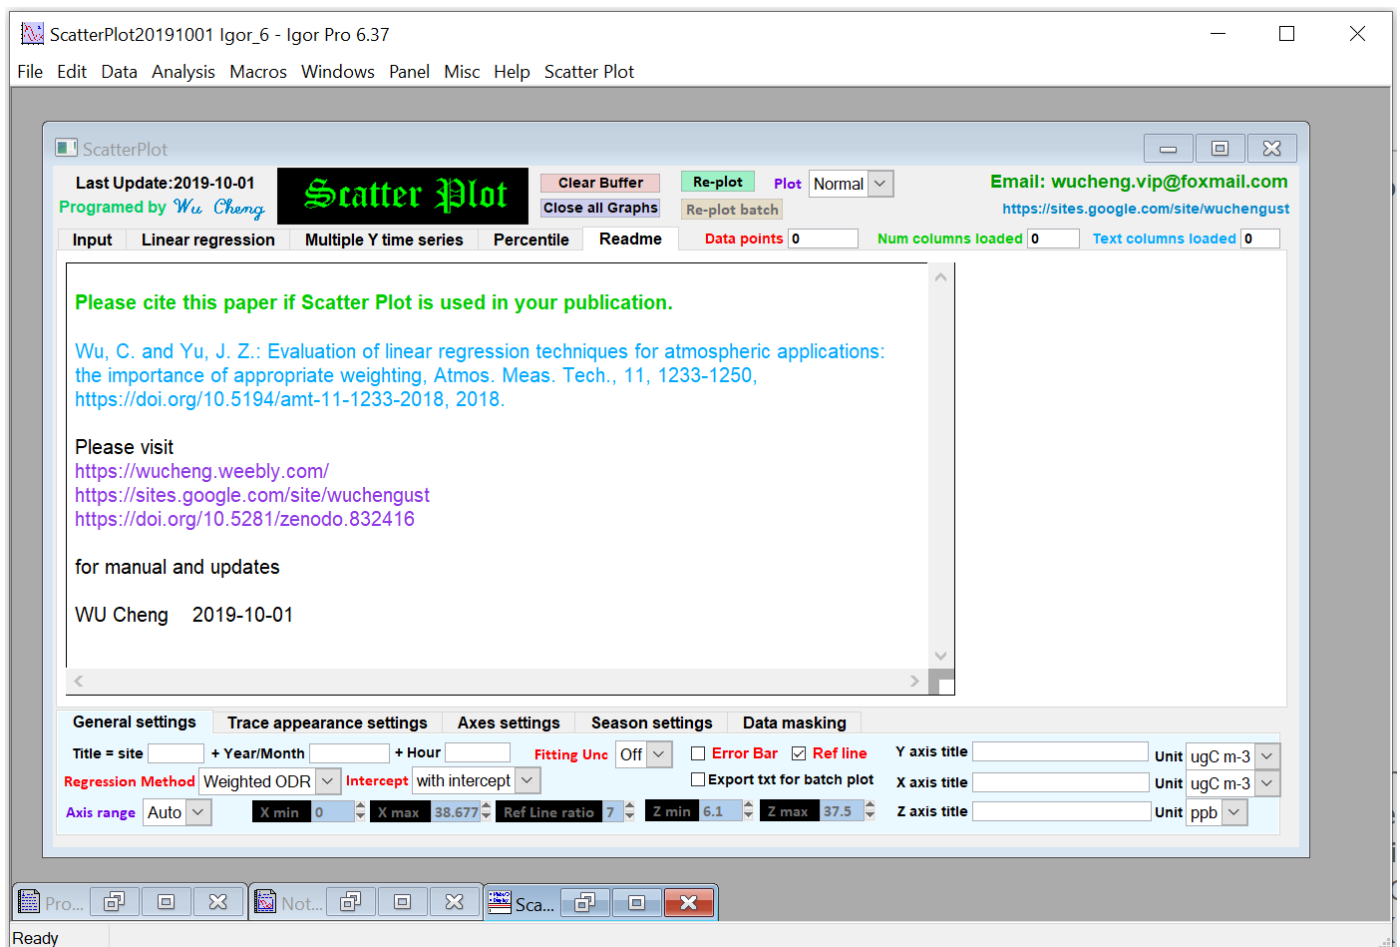 ScatterPlot20191001 Igor_6 - Igor Pro 6.37
File Edit Data Analysis Macros Windows Panel Misc Help Scatter Plot
ScatterPlot
Last Update:2019-10-01
Programed by Wu Cheng
Scatter Plot
Clear Buffer
Close all Graphs
Re-plot
Re-plot batch
Plot Normal
Email: wucheng.vip@foxmail.com
https://sites.google.com/site/wuchengust
Input Linear regression Multiple Y time series Percentile Readme
Data points 0 Num columns loaded 0 Text columns loaded 0
Please cite this paper if Scatter Plot is used in your publication.
Wu, C. and Yu, J. Z.: Evaluation of linear regression techniques for atmospheric applications:
the importance of appropriate weighting, Atmos. Meas. Tech., 11, 1233-1250,
https://doi.org/10.5194/amt-11-1233-2018, 2018.
Please visit
https://wucheng.weebly.com/
https://sites.google.com/site/wuchengust
https://doi.org/10.5281/zenodo.832416
for manual and updates
WU Cheng 2019-10-01
General settings Trace appearance settings Axes settings Season settings Data masking
Title = site + Year/Month + Hour Fitting Unc Off Error Bar Ref line Y axis title Unit ugC m-3
Regression Method Weighted ODR Intercept with intercept Export txt for batch plot X axis title Unit ugC m-3
Axis range Auto X min 0 X max 38.677 Ref Line ratio 7 Z min 6.1 Z max 37.5 Z axis title Unit ppb
Pro... Not... Sca...
Ready